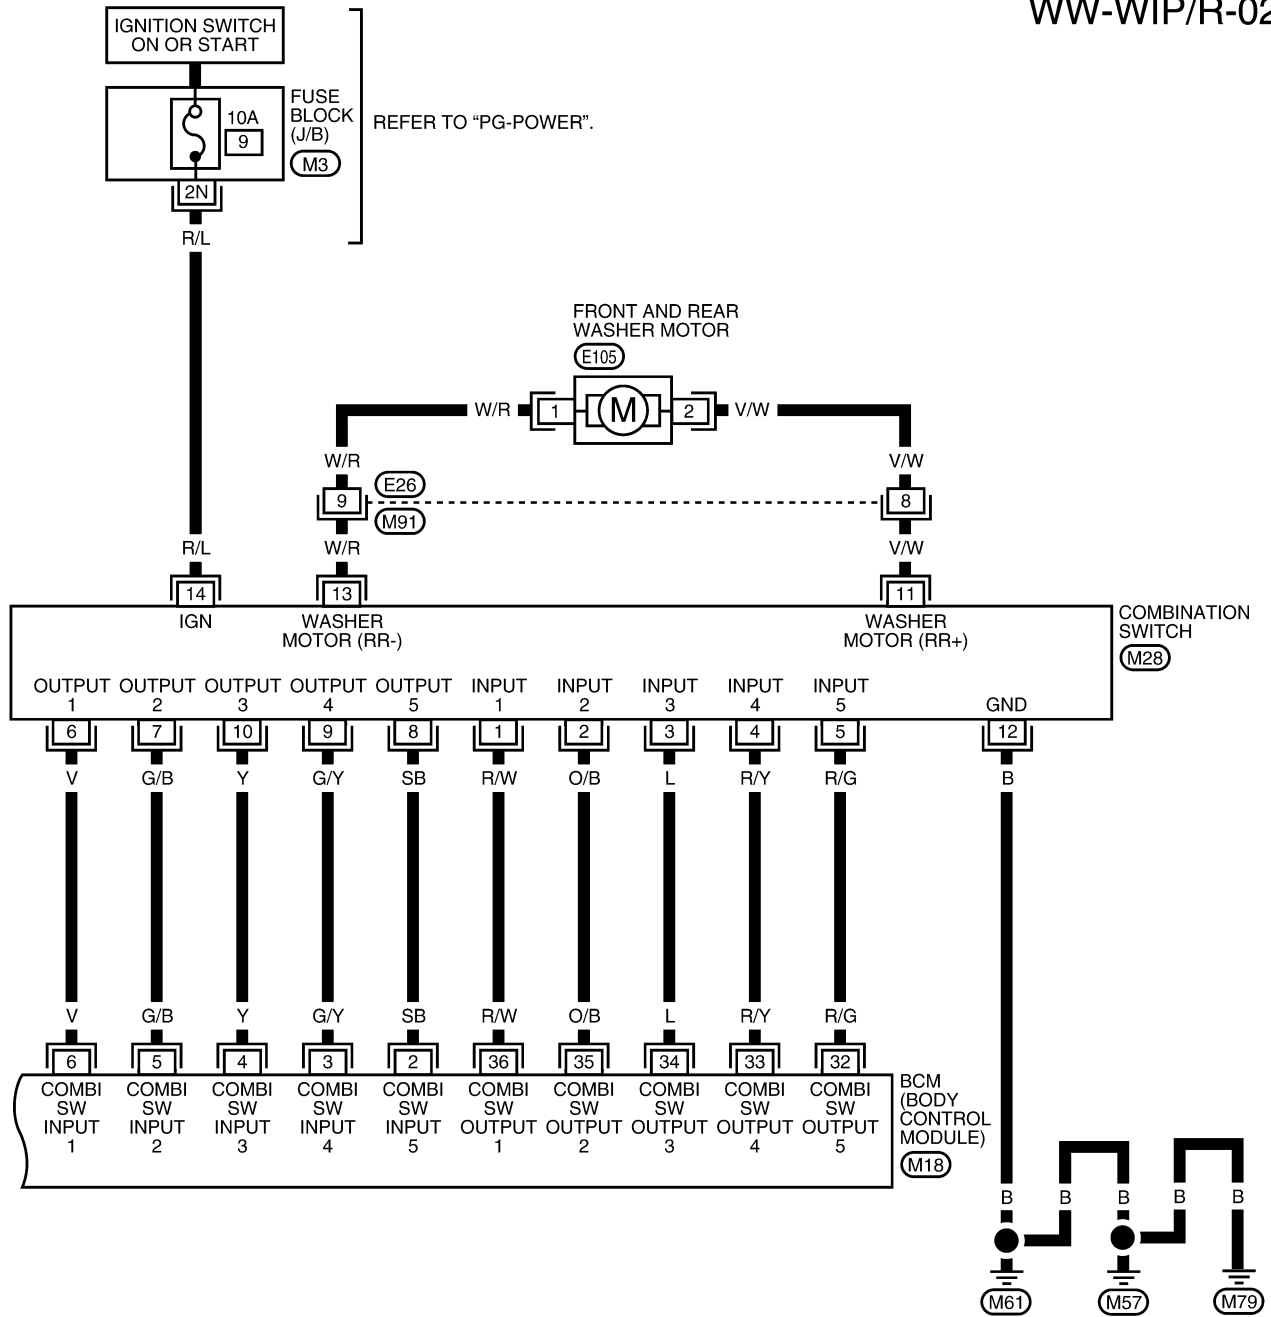 WW-WIP/R-02
IGNITION SWITCH
ON OR START
FUSE
BLOCK
(J/B)
M3
10A
9
2N
REFER TO “PG-POWER”.
R/L
FRONT AND REAR
WASHER MOTOR
E105
W/R
1
M
2
V/W
W/R
V/W
9
E26
M91
8
R/L
W/R
V/W
14
13
11
IGN
WASHER
MOTOR (RR-)
WASHER
MOTOR (RR+)
COMBINATION
SWITCH
M28
OUTPUT
1
OUTPUT
2
OUTPUT
3
OUTPUT
4
OUTPUT
5
INPUT
1
INPUT
2
INPUT
3
INPUT
4
INPUT
5
GND
6
7
10
9
8
1
2
3
4
5
12
V
G/B
Y
G/Y
SB
R/W
O/B
L
R/Y
R/G
B
V
G/B
Y
G/Y
SB
R/W
O/B
L
R/Y
R/G
6
5
4
3
2
36
35
34
33
32
COMBI
SW
INPUT
1
COMBI
SW
INPUT
2
COMBI
SW
INPUT
3
COMBI
SW
INPUT
4
COMBI
SW
INPUT
5
COMBI
SW
OUTPUT
1
COMBI
SW
OUTPUT
2
COMBI
SW
OUTPUT
3
COMBI
SW
OUTPUT
4
COMBI
SW
OUTPUT
5
BCM
(BODY
CONTROL
MODULE)
M18
B
B
B
B
B
M61
M57
M79